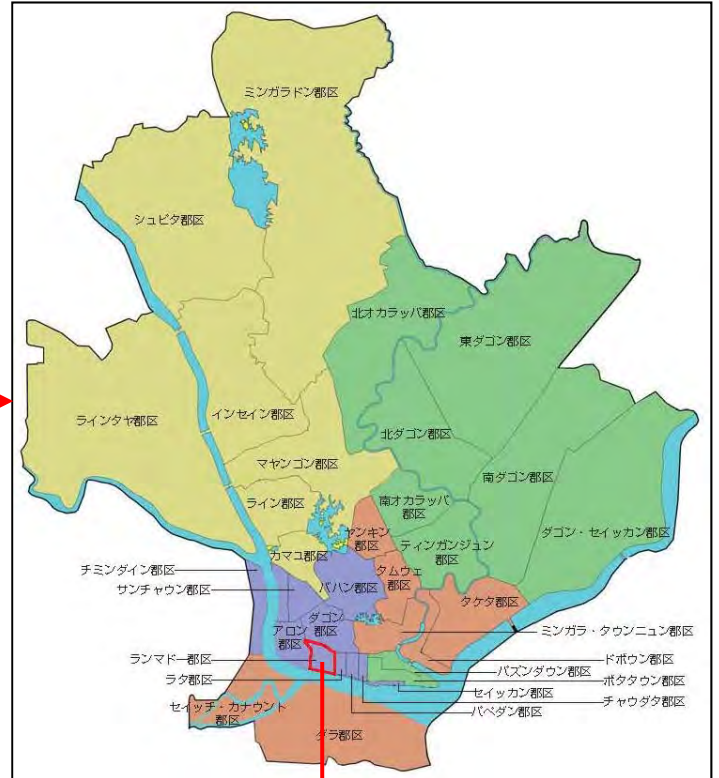 ミンガラドン郡区
シュビタ郡区
北オカラッパ郡区
東ダゴン郡区
ラインタヤ郡区
インセイン郡区
北ダゴン郡区
マヤンゴン郡区
南ダゴン郡区
ライン郡区
南オカラッパ
郡区
ダゴン・セイッカン郡区
ヤンキン
郡区
ティンガンジュン
郡区
カマユ郡区
チミンダイン郡区
サンチャウン郡区
バハン郡区
タムウェ
郡区
タケタ郡区
ダゴン
郡区
アロン
郡区
ミンガラ・タウンニュン郡区
ランマドー郡区
ドボウン郡区
パズンダウン郡区
ラタ郡区
ボタタウン郡区
セイッカン郡区
チャウダタ郡区
パベダン郡区
セイッチ・カナウント
郡区
ダラ郡区